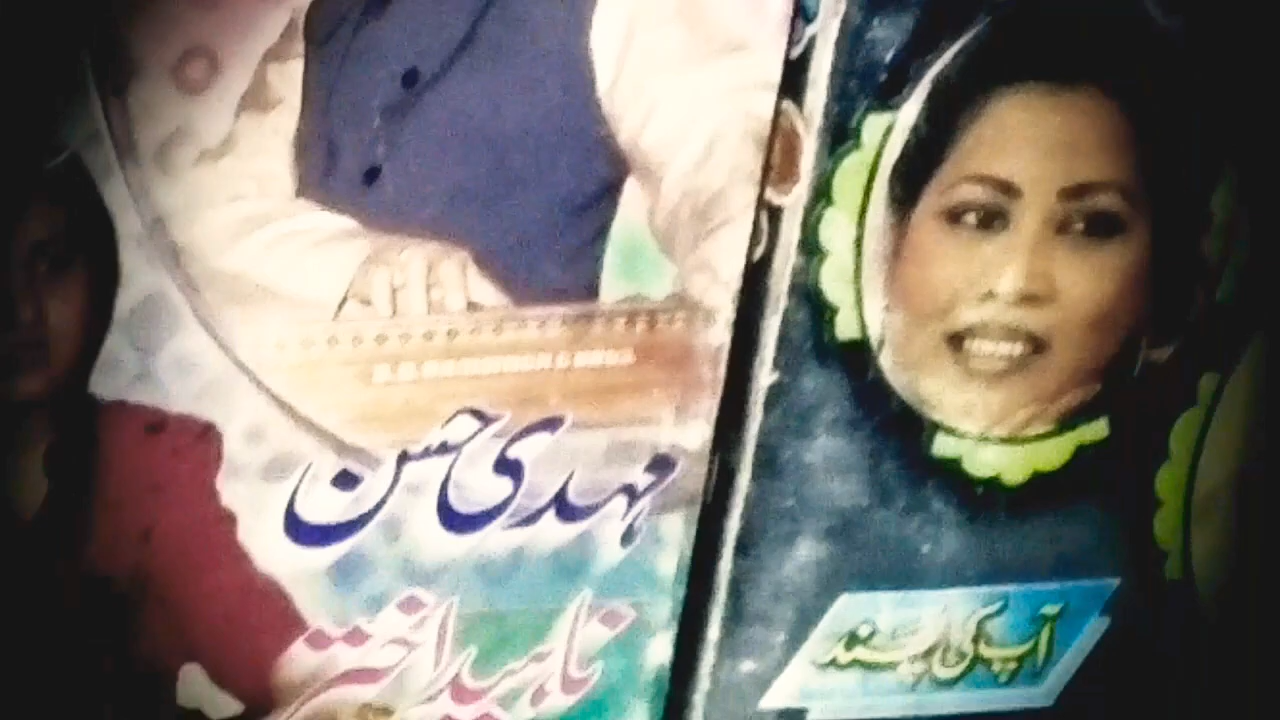 مہدی حسن
ناہید اختر
آپ کی پسند